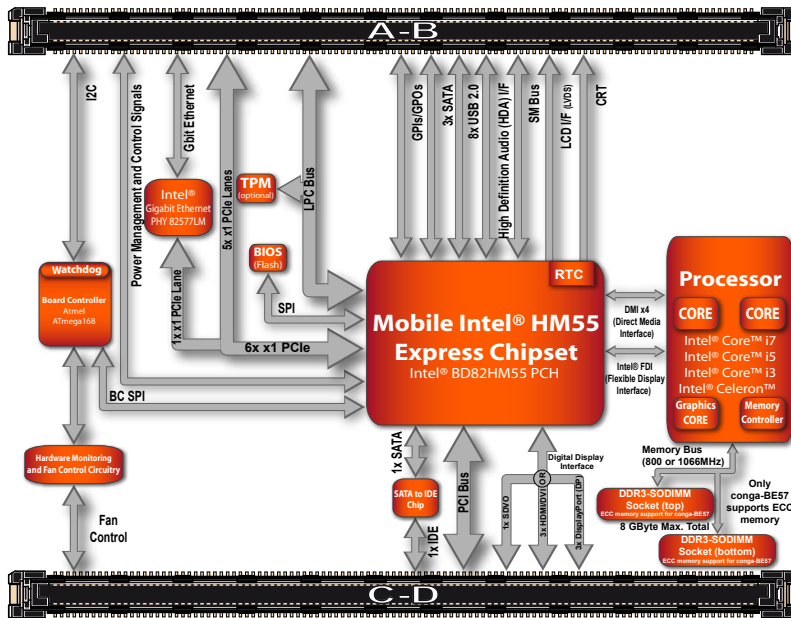 A-B
I2C
Power Management and Control Signals
Gbit Ethernet
5x x1 PCIe Lanes
LPC Bus
GPIs/GPOs
3x SATA
8x USB 2.0
High Definition Audio (HDA) I/F
SM Bus
LCD I/F (LVDS)
CRT
Intel®
Gigabit Ethernet
PHY 82577LM
TPM
(optional)
BIOS
(Flash)
SPI
1x x1 PCIe Lane
6x x1 PCIe
Watchdog
Board Controller
Atmel
ATmega168
BC SPI
Hardware Monitoring
and Fan Control Circuitry
Fan
Control
RTC
Mobile Intel® HM55
Express Chipset
Intel® BD82HM55 PCH
DMI x4
(Direct Media
Interface)
Intel® FDI
(Flexible Display
Interface)
Processor
CORE
CORE
Intel® Core™ i7
Intel® Core™ i5
Intel® Core™ i3
Intel® Celeron™
Graphics
CORE
Memory
Controller
Memory Bus
(800 or 1066MHz)
Only
conga-BE57
supports ECC
memory
DDR3-SODIMM
Socket (top)
ECC memory support for conga-BE57
8 GByte Max. Total
DDR3-SODIMM
Socket (bottom)
ECC memory support for conga-BE57
1x SATA
SATA to IDE
Chip
1x IDE
PCI Bus
Digital Display
Interface
OR
1x SDVO
3x HDMI/DVI
3x DisplayPort (DP)
C-D